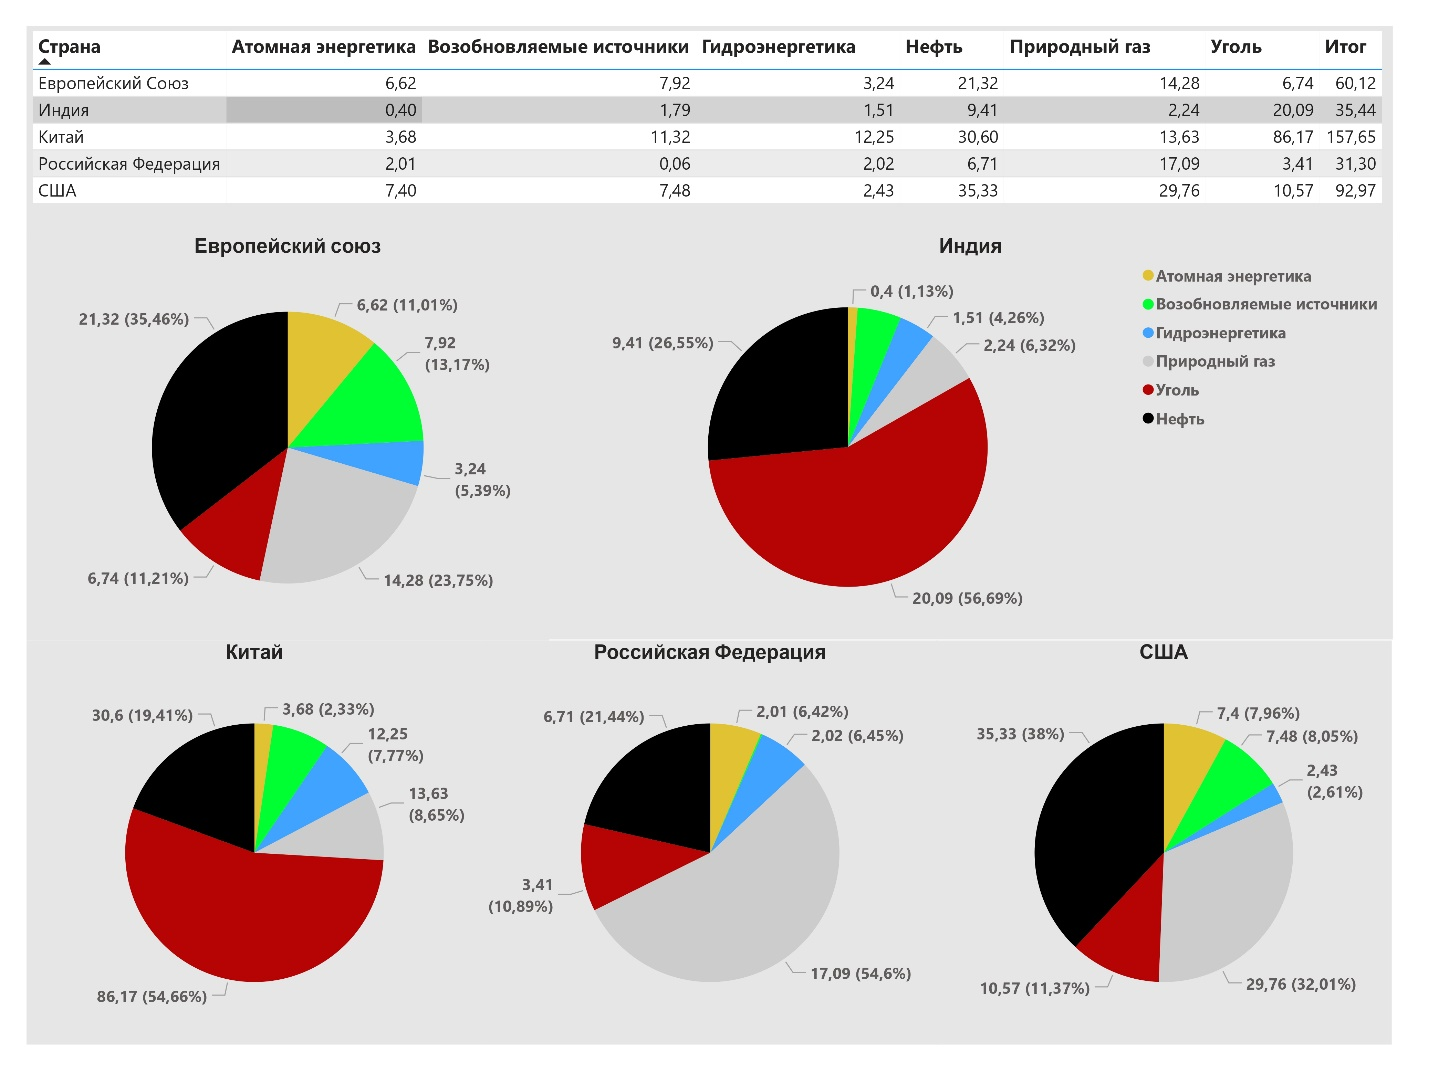 Страна Атомная энергетика Возобновляемые источники Гидроэнергетика Нефть Природный газ Уголь Итог
Европейский Союз 6,62 7,92 3,24 21,32 14,28 6,74 60,12
Индия 0,40 1,79 1,51 9,41 2,24 20,09 35,44
Китай 3,68 11,32 12,25 30,60 13,63 86,17 157,65
Российская Федерация 2,01 0,06 2,02 6,71 17,09 3,41 31,30
США 7,40 7,48 2,43 35,33 29,76 10,57 92,97
Европейский союз
6,62 (11,01%)
21,32 (35,46%)
7,92
(13,17%)
3,24
(5,39%)
6,74 (11,21%)
14,28 (23,75%)
Индия
0,4 (1,13%)
1,51 (4,26%)
9,41 (26,55%)
2,24 (6,32%)
20,09 (56,69%)
Атомная энергетика
Возобновляемые источники
Гидроэнергетика
Природный газ
Уголь
Нефть
Китай
3,68 (2,33%)
30,6 (19,41%)
12,25
(7,77%)
13,63
(8,65%)
86,17 (54,66%)
Российская Федерация
2,01 (6,42%)
6,71 (21,44%)
2,02 (6,45%)
3,41
(10,89%)
17,09 (54,6%)
США
7,4 (7,96%)
35,33 (38%)
7,48 (8,05%)
2,43
(2,61%)
10,57 (11,37%)
29,76 (32,01%)